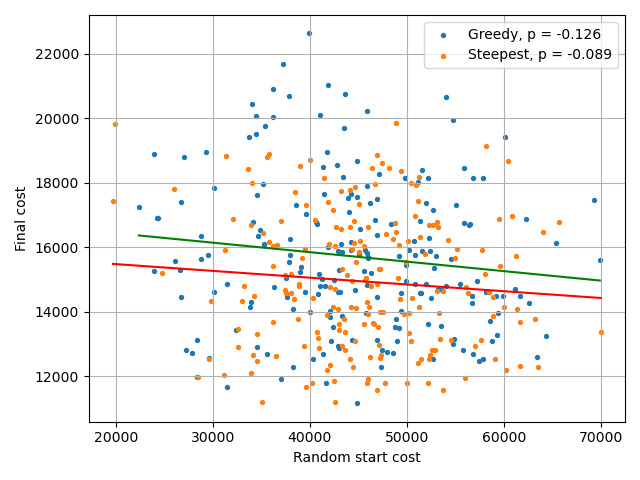 Greedy, p = -0.126
Steepest, p = -0.089
22000
20000
18000
16000
14000
12000
Final cost
20000 30000 40000 50000 60000 70000
Random start cost